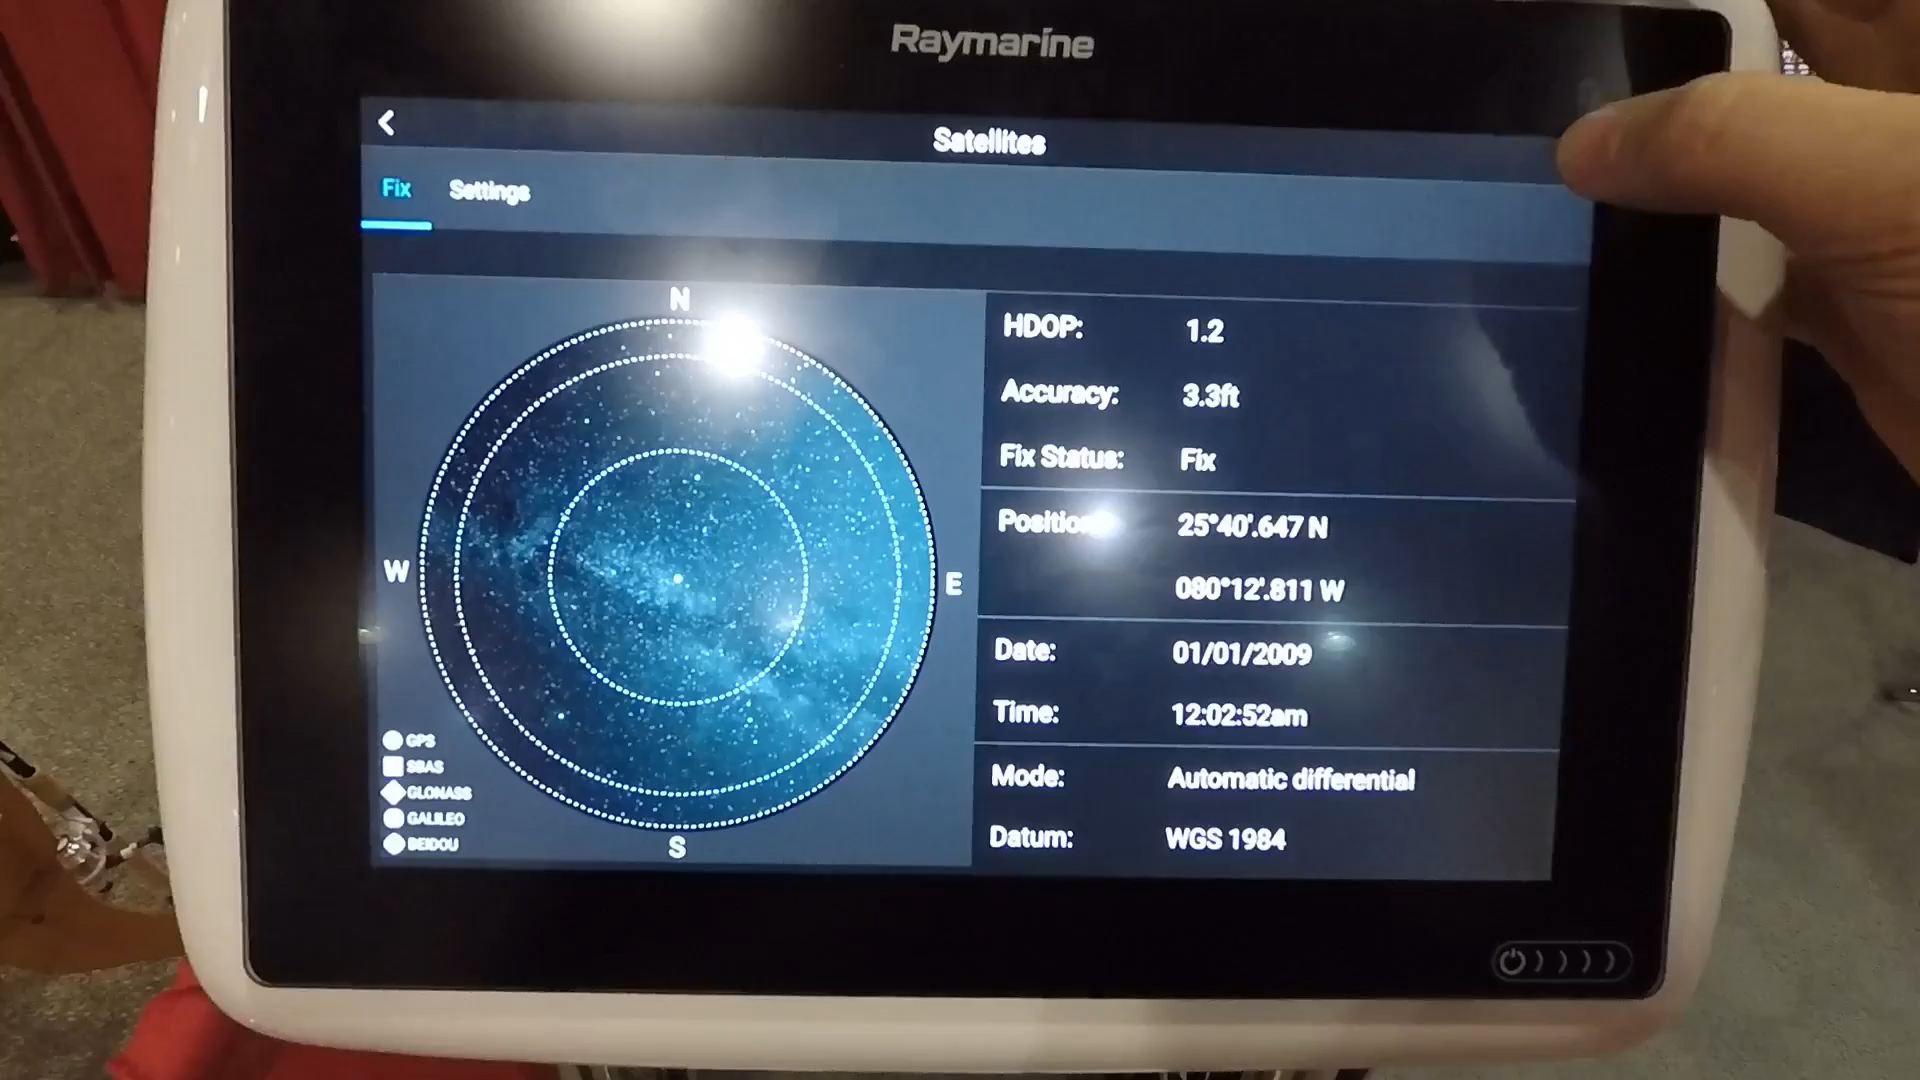 Raymarine
Satellites
Fix Settings
N
W
E
S
GPS
SBAS
GLONASS
GALILEO
BEIDOU
HDOP: 1.2
Accuracy: 3.3ft
Fix Status: Fix
Position: 25°40'.647 N
080°12'.811 W
Date: 01/01/2009
Time: 12:02:52am
Mode: Automatic differential
Datum: WGS 1984